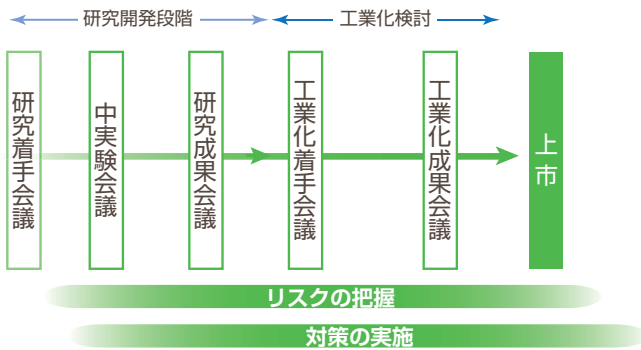 研究開発段階
工業化検討
研究着手会議
中実験会議
研究成果会議
工業化着手会議
工業化成果会議
上市
リスクの把握
対策の実施